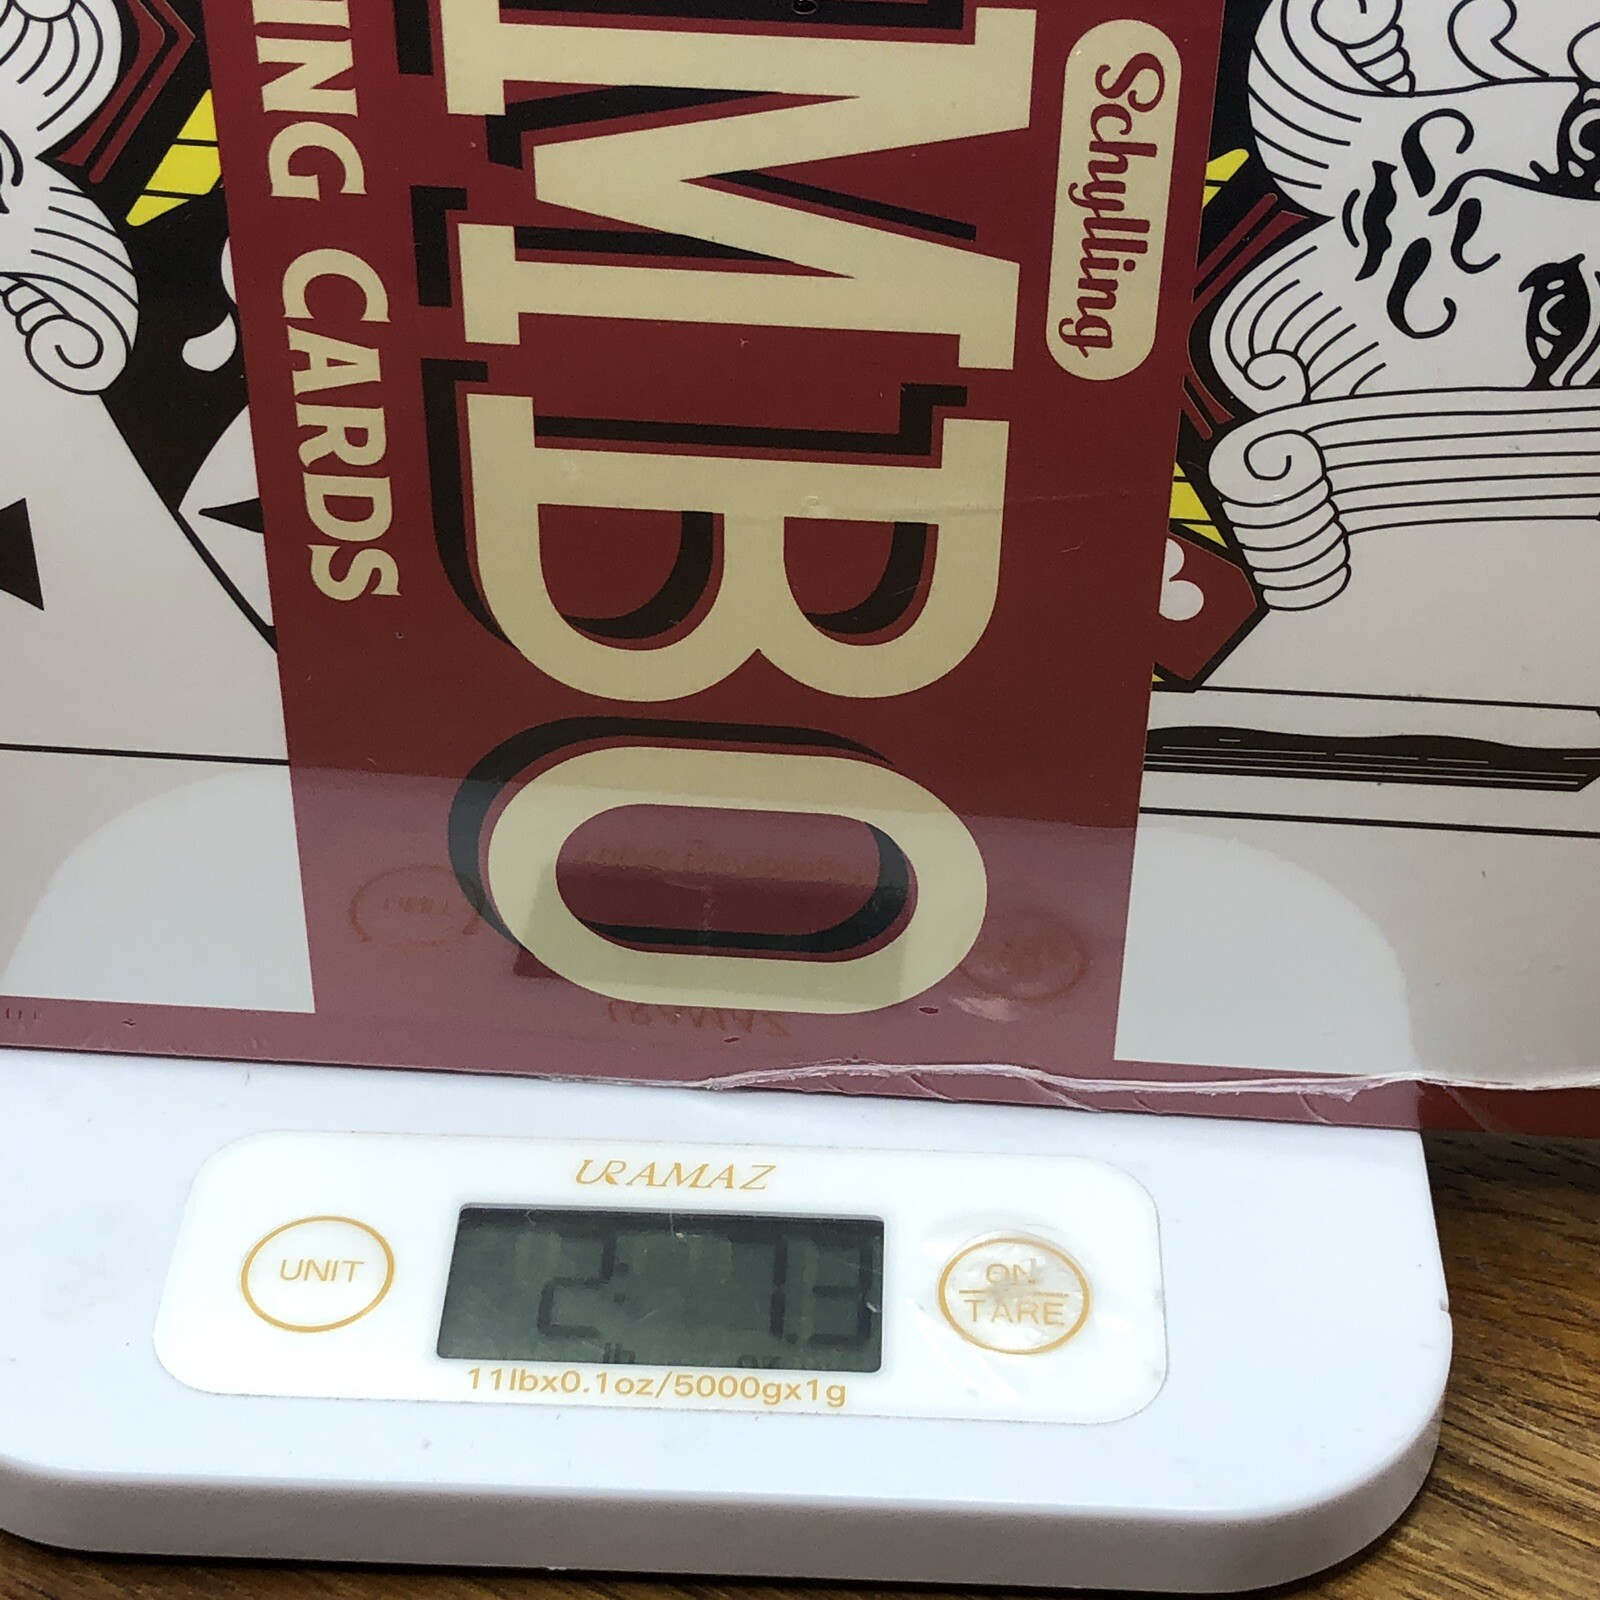 Schylling
MBO
ING CARDS
URAMAZ
UNIT
2: 1.3
lb oz
ON
TARE
11lbx0.1oz/5000gx1g